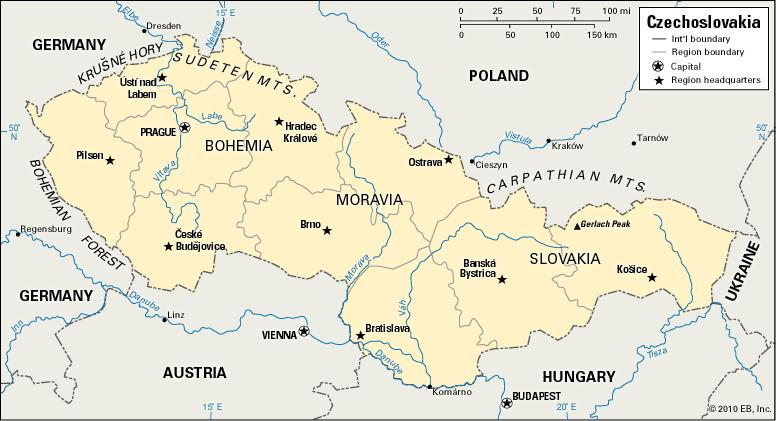 Czechoslovakia
Int'l boundary
Region boundary
Capital
Region headquarters
0 25 50 75 100 mi
0 50 100 150 km
15° E
Elbe
Dresden
Neisse
Oder
GERMANY
KRUŠNÉ HORY
SUDETEN MTS.
POLAND
Ústí nad
Labem
Labe
50°
N
PRAGUE
Hradec
Králové
BOHEMIA
Vistula
Kraków
Tarnów
50°
N
Pilsen
Vltava
Ostrava
Cieszyn
CARPATHIAN MTS.
BOHEMIAN FOREST
MORAVIA
Regensburg
České
Budějovice
Brno
Gerlach Peak
Morava
Banská
Bystrica
SLOVAKIA
Košice
UKRAINE
GERMANY
Danube
Inn
Linz
Váh
VIENNA
Bratislava
Danube
Tisza
AUSTRIA
HUNGARY
Komárno
BUDAPEST
15° E
20° E
© 2010 EB, Inc.